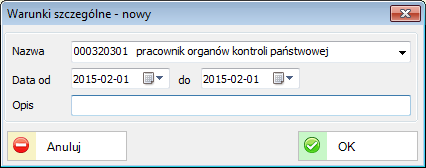 Warunki szczególne - nowy
Nazwa 000320301 pracownik organów kontroli państwowej
Data od 2015-02-01 do 2015-02-01
Opis
Anuluj OK